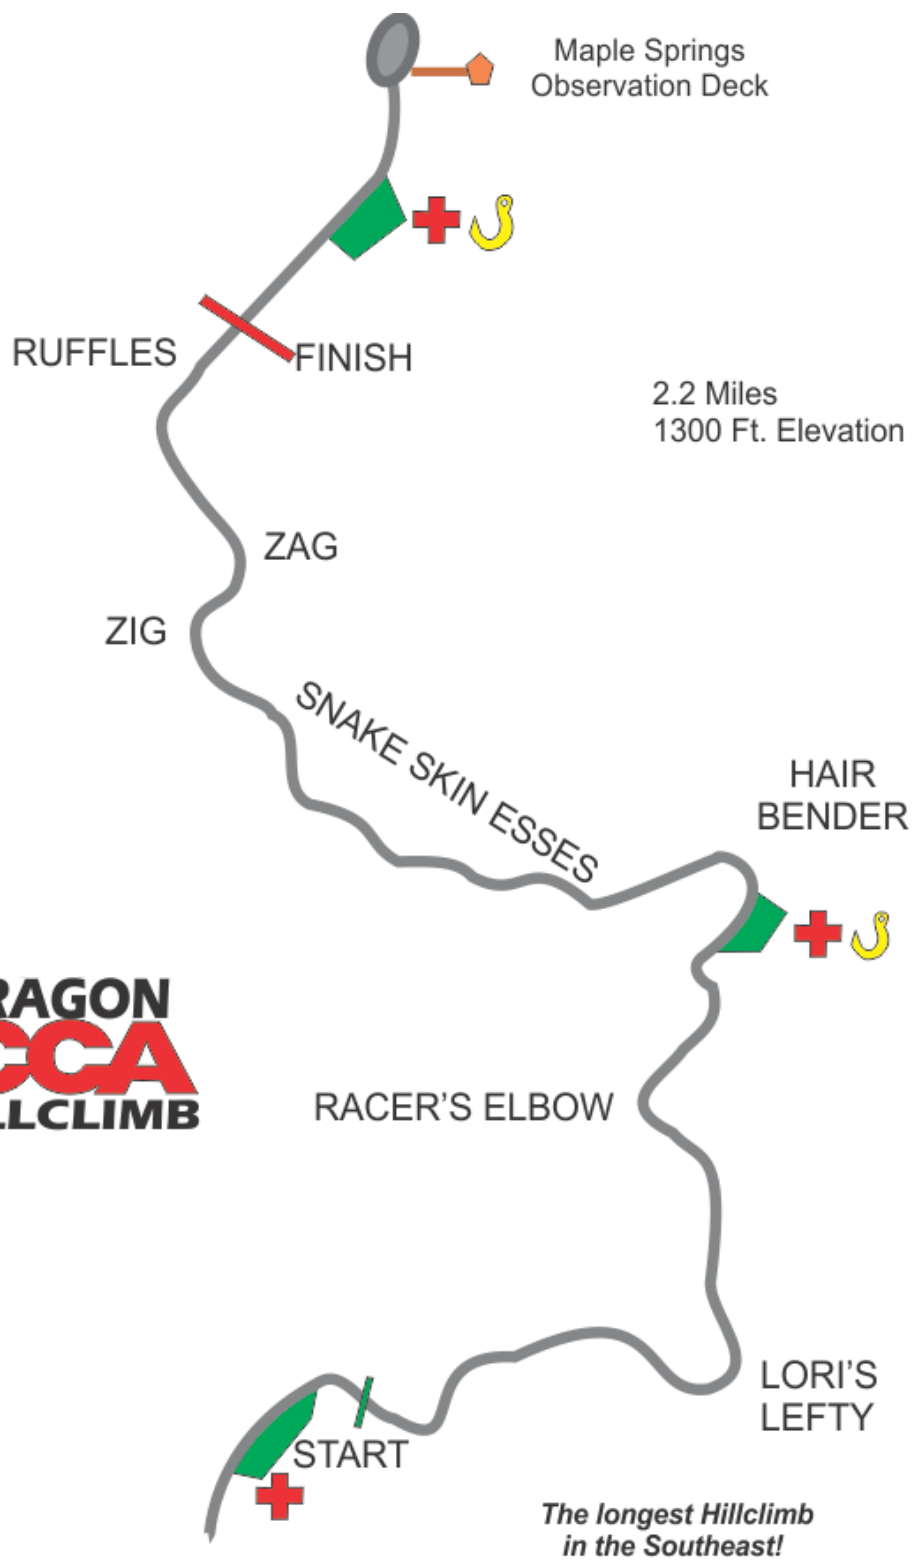 Maple Springs
Observation Deck
RUFFLES
FINISH
2.2 Miles
1300 Ft. Elevation
ZAG
ZIG
SNAKE SKIN ESSES
HAIR
BENDER
RAGON
CCA
LLCLIMB
RACER'S ELBOW
LORI'S
LEFTY
START
The longest Hillclimb
in the Southeast!